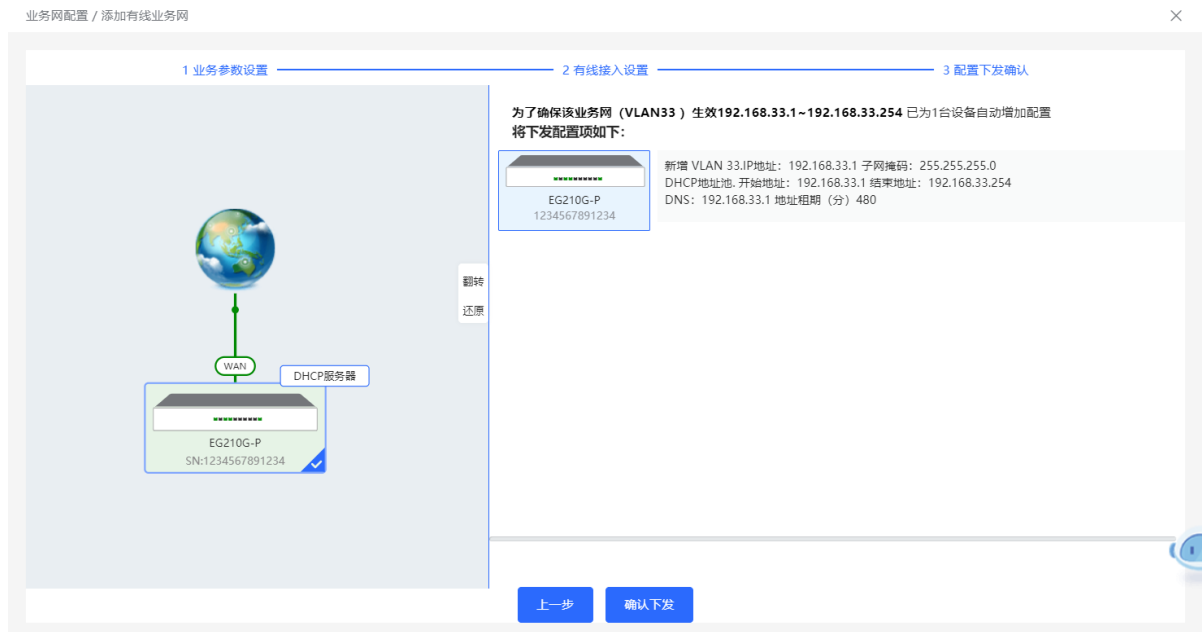 业务网配置 / 添加有线业务网
1 业务参数设置
2 有线接入设置
3 配置下发确认
为了确保该业务网（VLAN33 ）生效192.168.33.1~192.168.33.254 已为1台设备自动增加配置
将下发配置项如下：
EG210G-P
1234567891234
新增 VLAN 33.IP地址：192.168.33.1 子网掩码：255.255.255.0
DHCP地址池. 开始地址：192.168.33.1 结束地址：192.168.33.254
DNS：192.168.33.1 地址租期（分）480
翻转
还原
WAN
DHCP服务器
EG210G-P
SN:1234567891234
上一步
确认下发